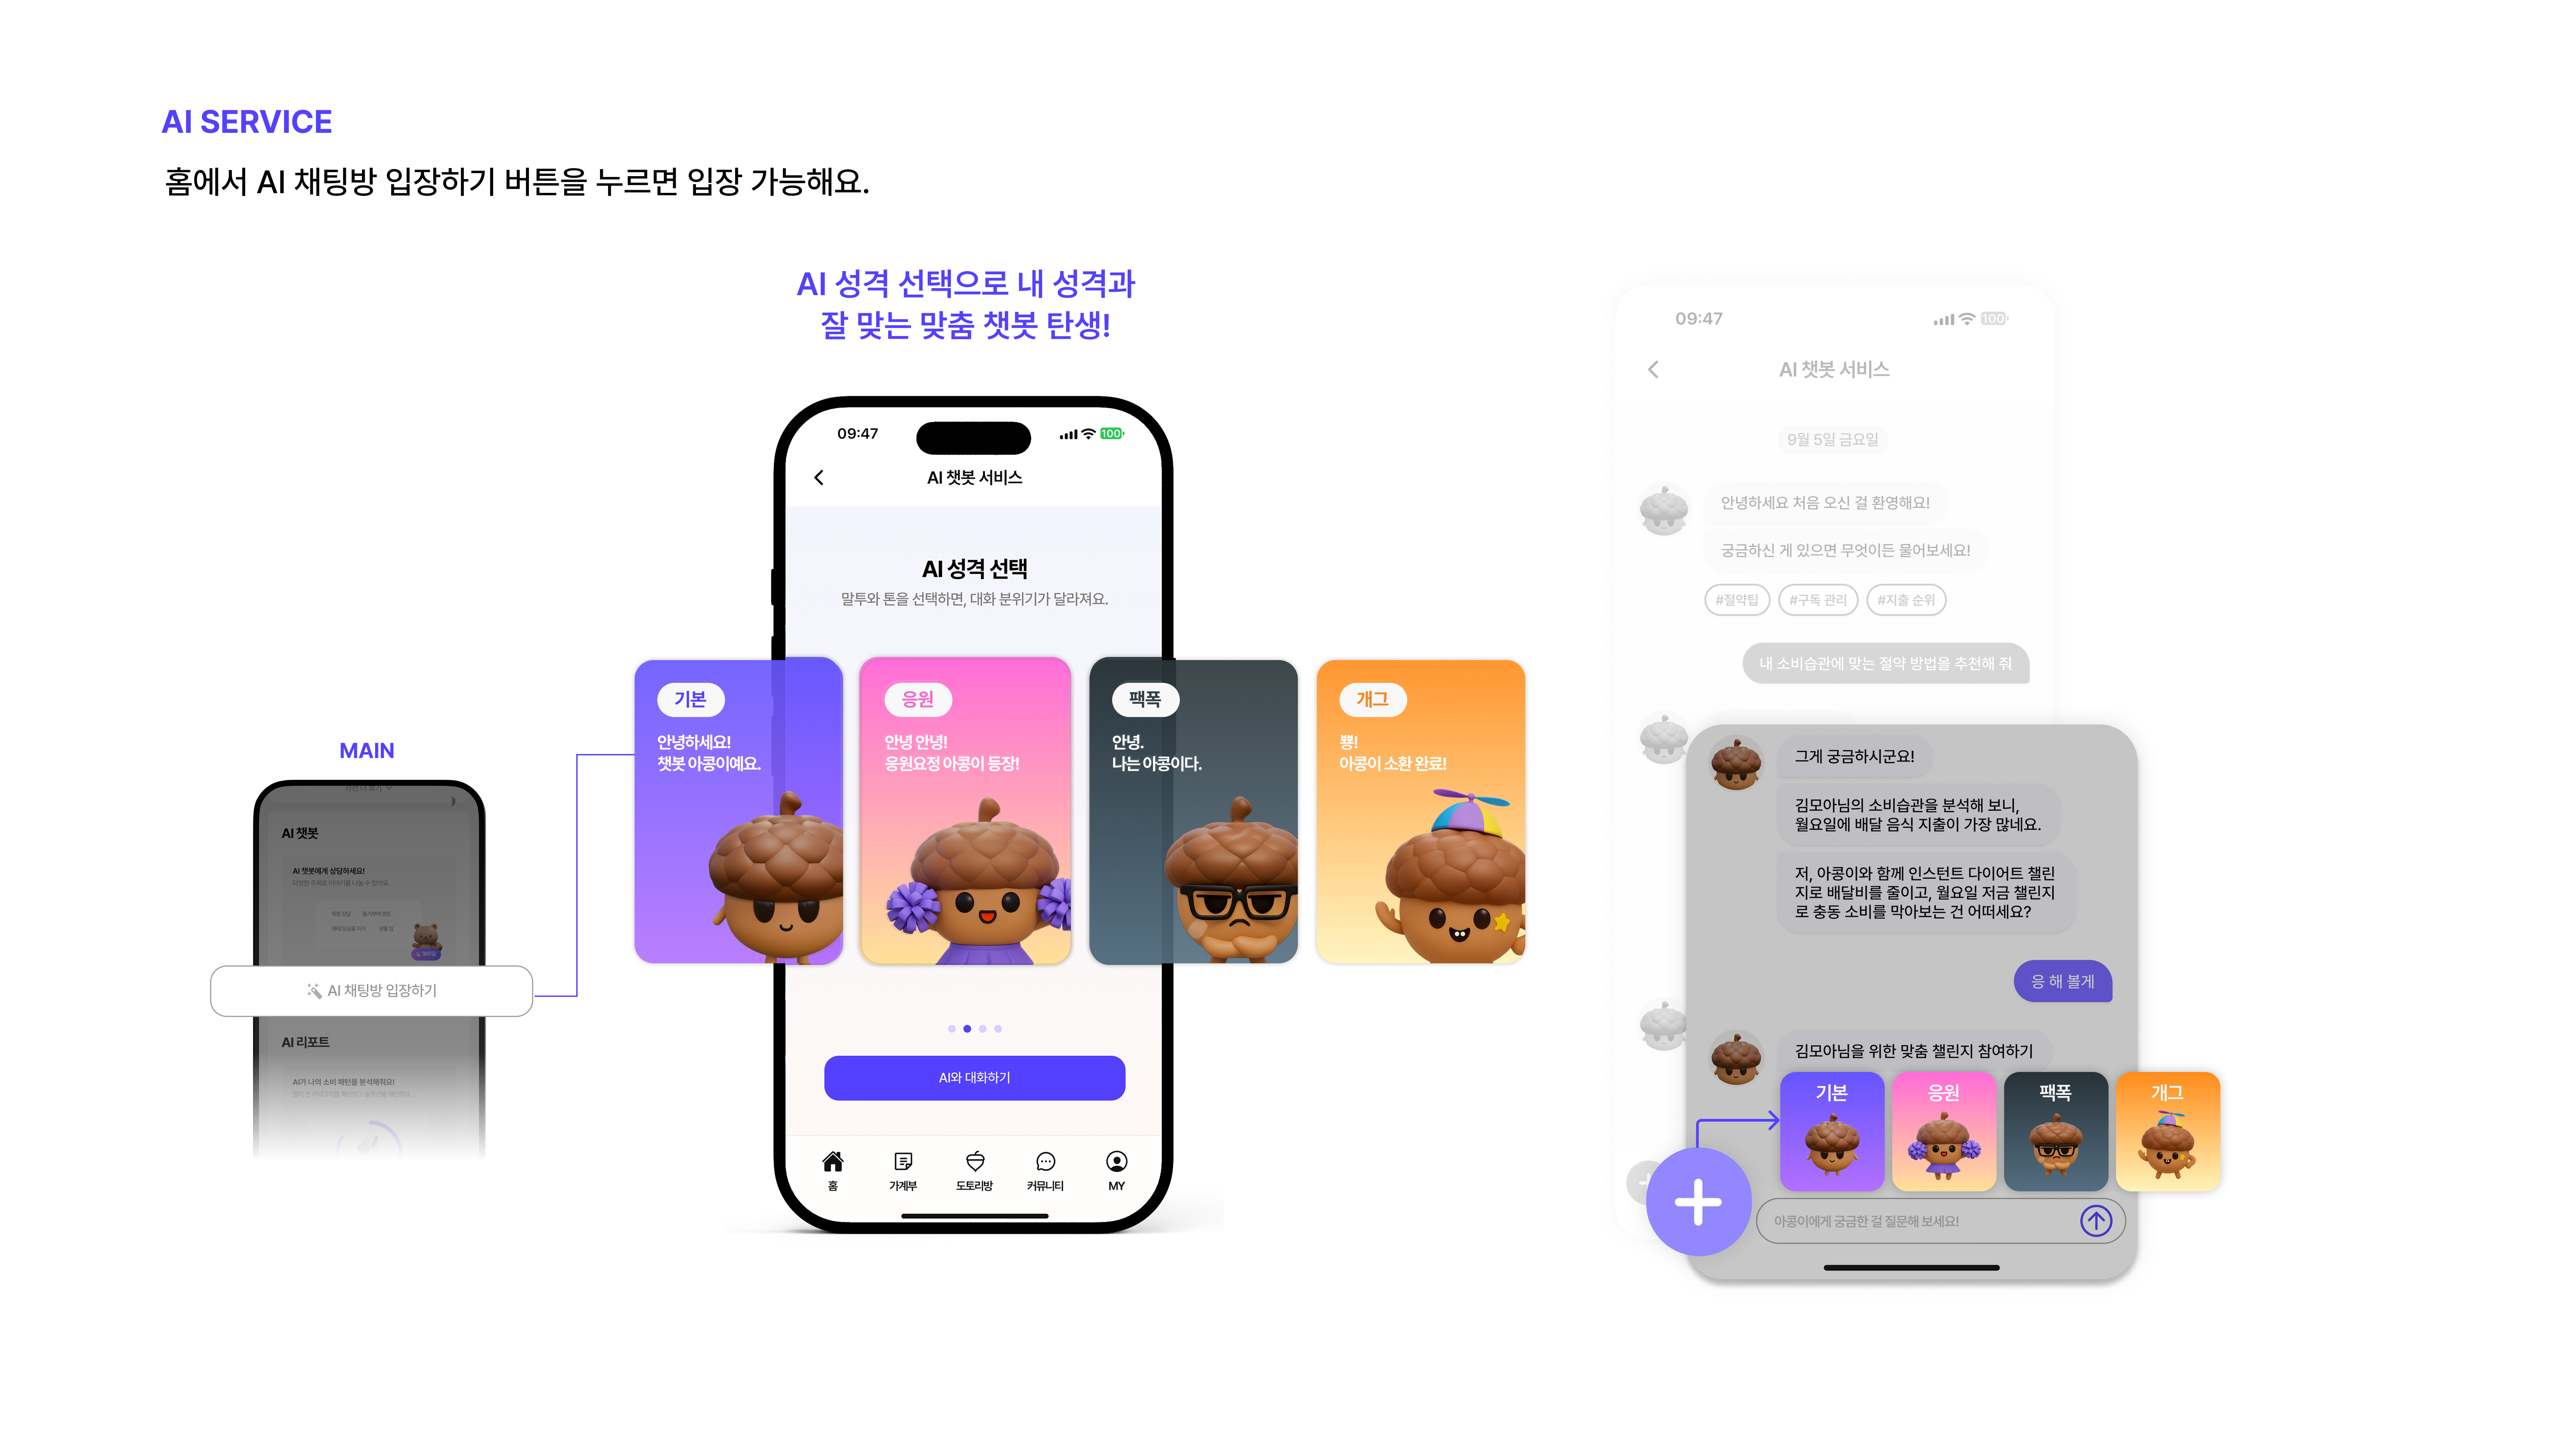 AI SERVICE
홈에서 AI 채팅방 입장하기 버튼을 누르면 입장 가능해요.
MAIN
AI 챗봇
AI 챗봇에게 상담하세요!
AI 채팅방 입장하기
AI 리포트
AI가 나의 소비 패턴을 분석해줘요!
AI 성격 선택으로 내 성격과
잘 맞는 맞춤 챗봇 탄생!
09:47
100
AI 챗봇 서비스
AI 성격 선택
말투와 톤을 선택하면, 대화 분위기가 달라져요.
기본
안녕하세요!
챗봇 아콩이예요.
응원
안녕 안녕!
응원요정 아콩이 등장!
팩폭
안녕.
나는 아콩이다.
개그
뿅!
아콩이 소환 완료!
AI와 대화하기
홈
가계부
도토리방
커뮤니티
MY
09:47
100
AI 챗봇 서비스
9월 5일 금요일
안녕하세요 처음 오신 걸 환영해요!
궁금하신 게 있으면 무엇이든 물어보세요!
#절약팁
#구독 관리
#지출 순위
내 소비습관에 맞는 절약 방법을 추천해 줘
그게 궁금하시군요!
김모아님의 소비습관을 분석해 보니,
월요일에 배달 음식 지출이 가장 많네요.
저, 아콩이와 함께 인스턴트 다이어트 챌린
지로 배달비를 줄이고, 월요일 저금 챌린지
로 충동 소비를 막아보는 건 어떠세요?
응 해 볼게
김모아님을 위한 맞춤 챌린지 참여하기
기본
응원
팩폭
개그
아콩이에게 궁금한 걸 질문해 보세요!